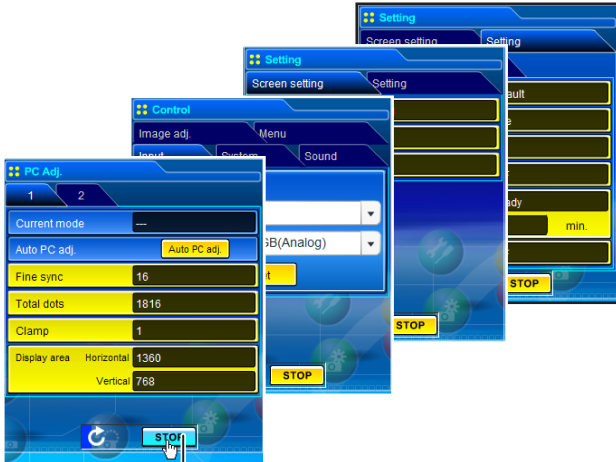 Setting
Screen setting
Setting
ault
ady
min.
STOP
Setting
Screen setting
Setting
STOP
Control
Image adj.
Menu
Input
System
Sound
GB(Analog)
STOP
PC Adj.
1
2
Current mode
---
Auto PC adj.
Auto PC adj.
Fine sync
16
Total dots
1816
Clamp
1
Display area Horizontal
1360
Vertical
768
STOP